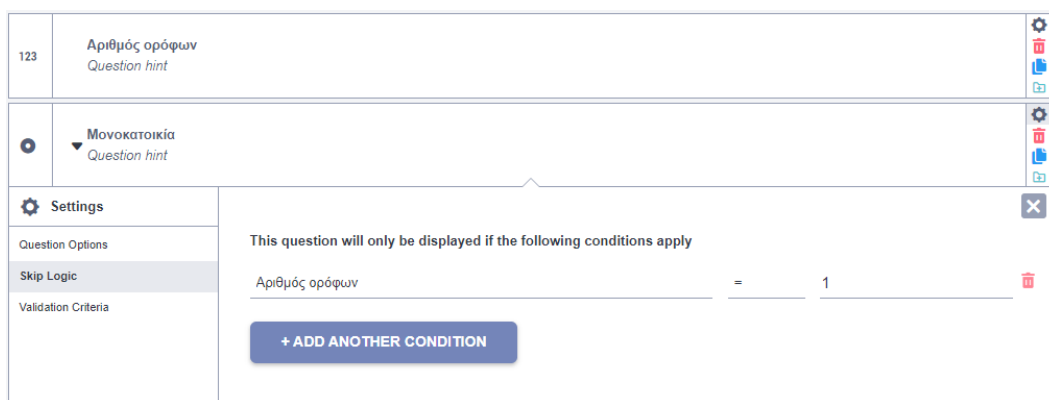 123
Αριθμός ορόφων
Question hint
Μονοκατοικία
Question hint
Settings
Question Options
Skip Logic
Validation Criteria
This question will only be displayed if the following conditions apply
Αριθμός ορόφων = 1
+ ADD ANOTHER CONDITION